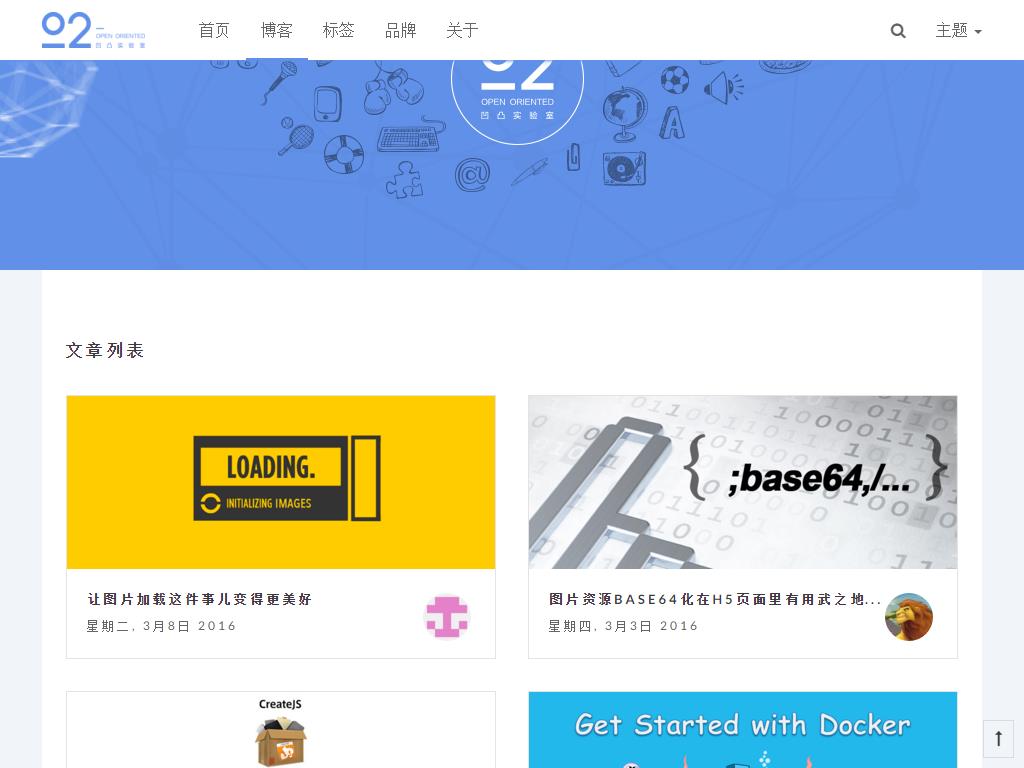 O2
OPEN ORIENTED
凹 凸 实 验 室
首页
博客
标签
品牌
关于
主题
O2
OPEN ORIENTED
凹 凸 实 验 室
A
@
文章列表
LOADING.
INITIALIZING IMAGES
{ ;base64,/... }
让图片加载这件事儿变得更美好
星期二, 3月8日 2016
图片资源BASE64化在H5页面里有用武之地...
星期四, 3月3日 2016
CreateJS
Get Started with Docker